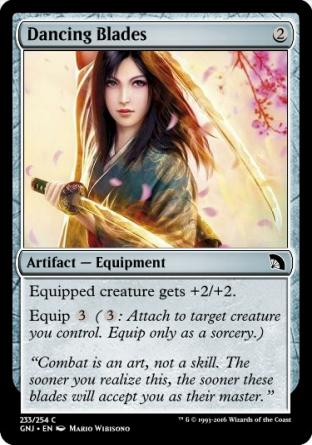 Dancing Blades 2
Artifact — Equipment
Equipped creature gets +2/+2.
Equip 3 ( 3 : Attach to target creature
you control. Equip only as a sorcery.)
“Combat is an art, not a skill. The
sooner you realize this, the sooner these
blades will accept you as their master.”
233/254 C
GNJ • EN Mario Wibisono
™ & © 1993-2016 Wizards of the Coast